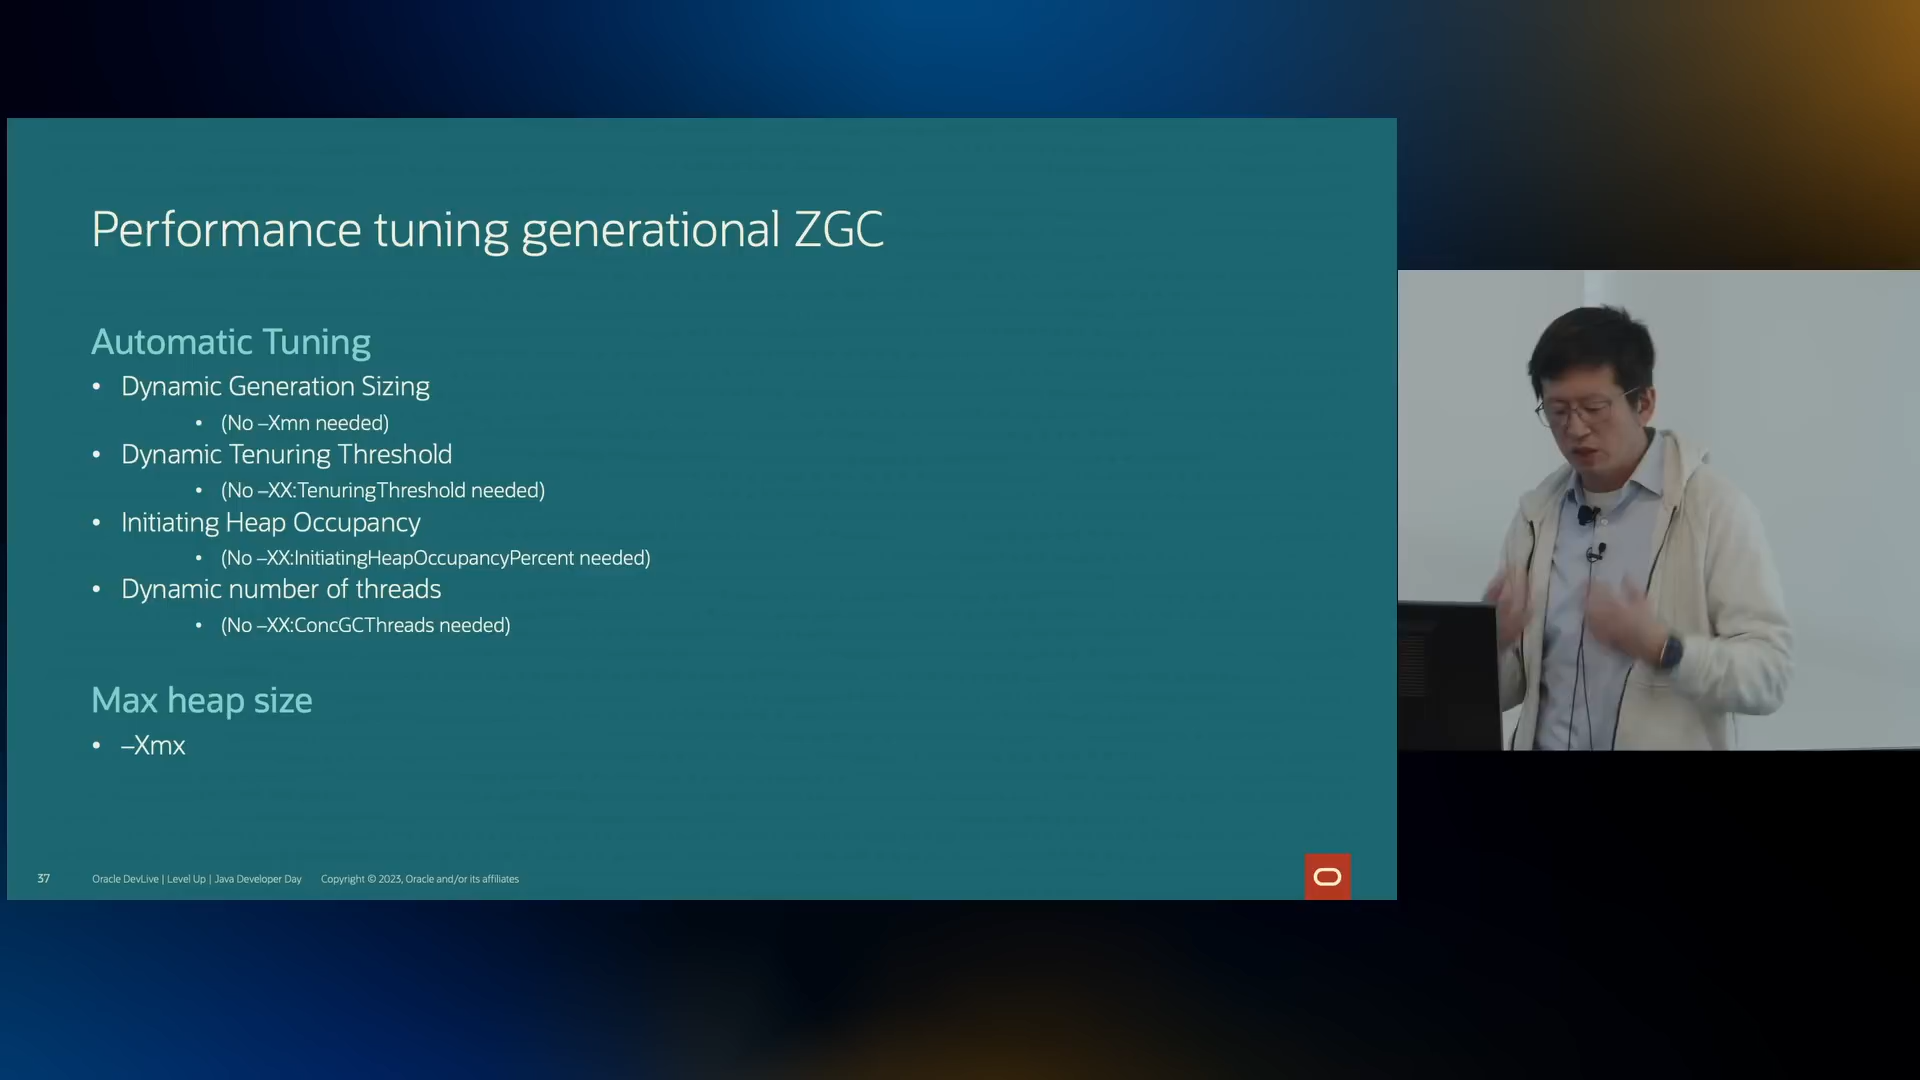 Performance tuning generational ZGC
Automatic Tuning
• Dynamic Generation Sizing
• (No –Xmn needed)
• Dynamic Tenuring Threshold
• (No –XX:TenuringThreshold needed)
• Initiating Heap Occupancy
• (No –XX:InitiatingHeapOccupancyPercent needed)
• Dynamic number of threads
• (No –XX:ConcGCThreads needed)
Max heap size
• –Xmx
37 Oracle DevLive | Level Up | Java Developer Day Copyright © 2023, Oracle and/or its affiliates